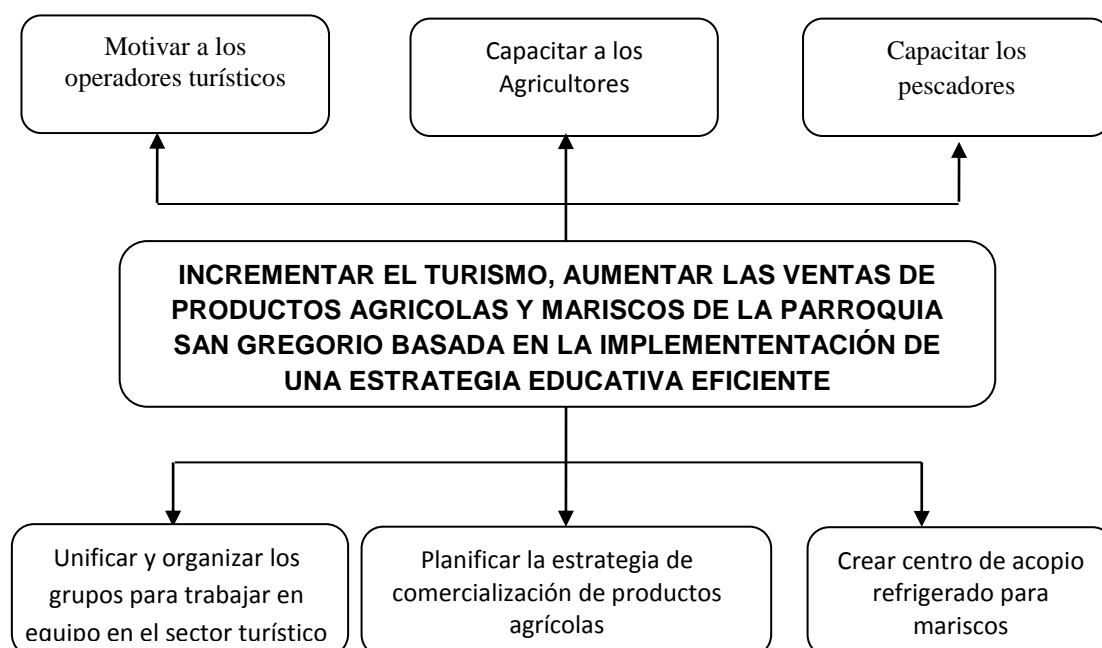 Motivar a los
operadores turísticos
Capacitar a los
Agricultores
Capacitar los
pescadores
INCREMENTAR EL TURISMO, AUMENTAR LAS VENTAS DE
PRODUCTOS AGRICOLAS Y MARISCOS DE LA PARROQUIA
SAN GREGORIO BASADA EN LA IMPLEMENTENTACIÓN DE
UNA ESTRATEGIA EDUCATIVA EFICIENTE
Unificar y organizar los
grupos para trabajar en
equipo en el sector turístico
Planificar la estrategia de
comercialización de productos
agrícolas
Crear centro de acopio
refrigerado para
mariscos